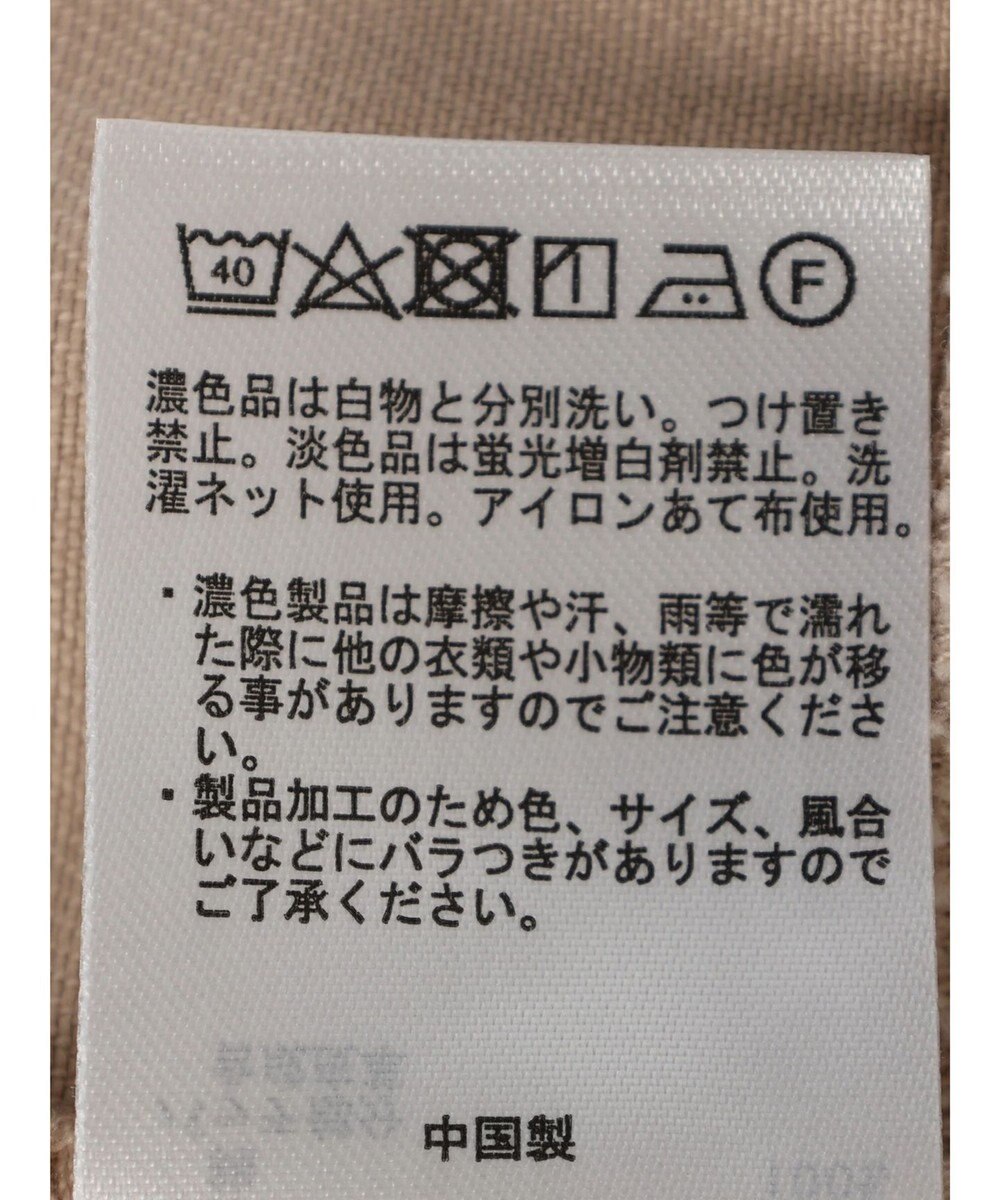 40 F
濃色品は白物と分別洗い。つけ置き
禁止。淡色品は蛍光増白剤禁止。洗
濯ネット使用。アイロンあて布使用。
・濃色製品は摩擦や汗、雨等で濡れ
た際に他の衣類や小物類に色が移
る事がありますのでご注意くださ
い。
・製品加工のため色、サイズ、風合
いなどにバラつきがありますので
ご了承ください。
中国製